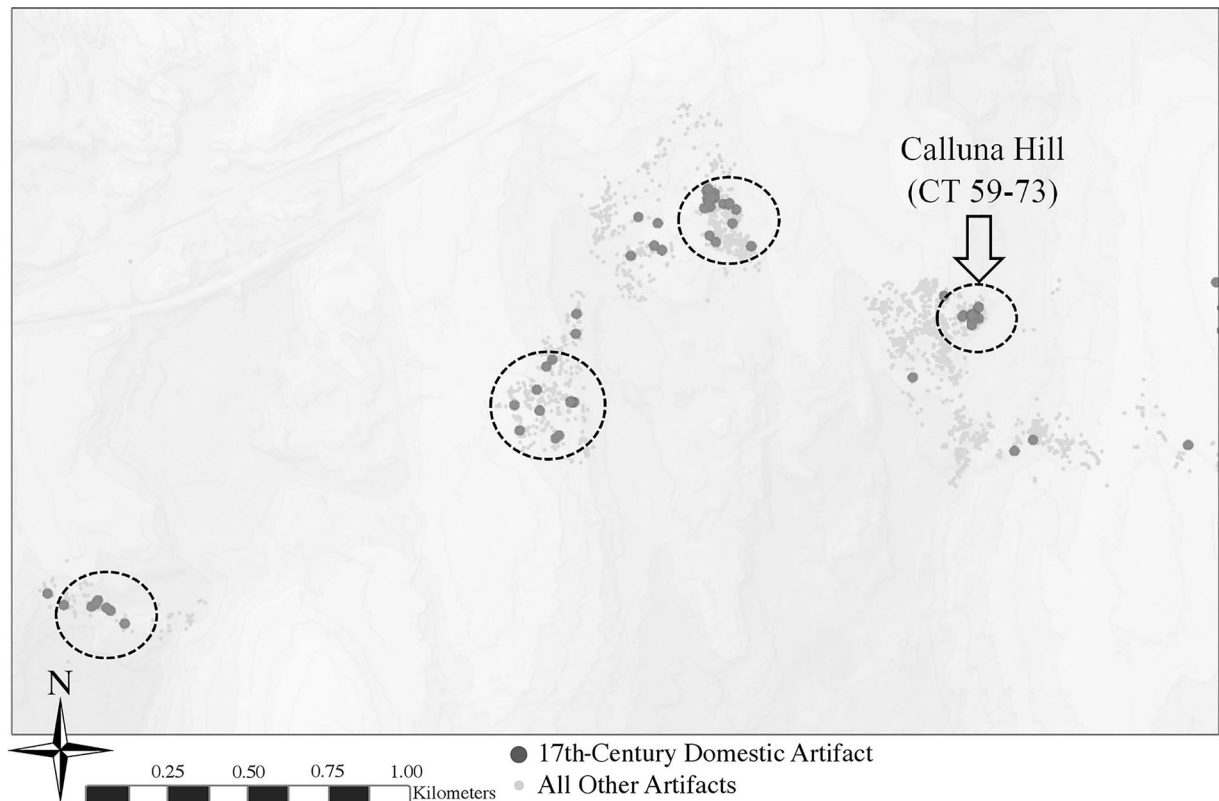 Calluna Hill
(CT 59-73)
N
0.25 0.50 0.75 1.00
Kilometers
17th-Century Domestic Artifact
All Other Artifacts